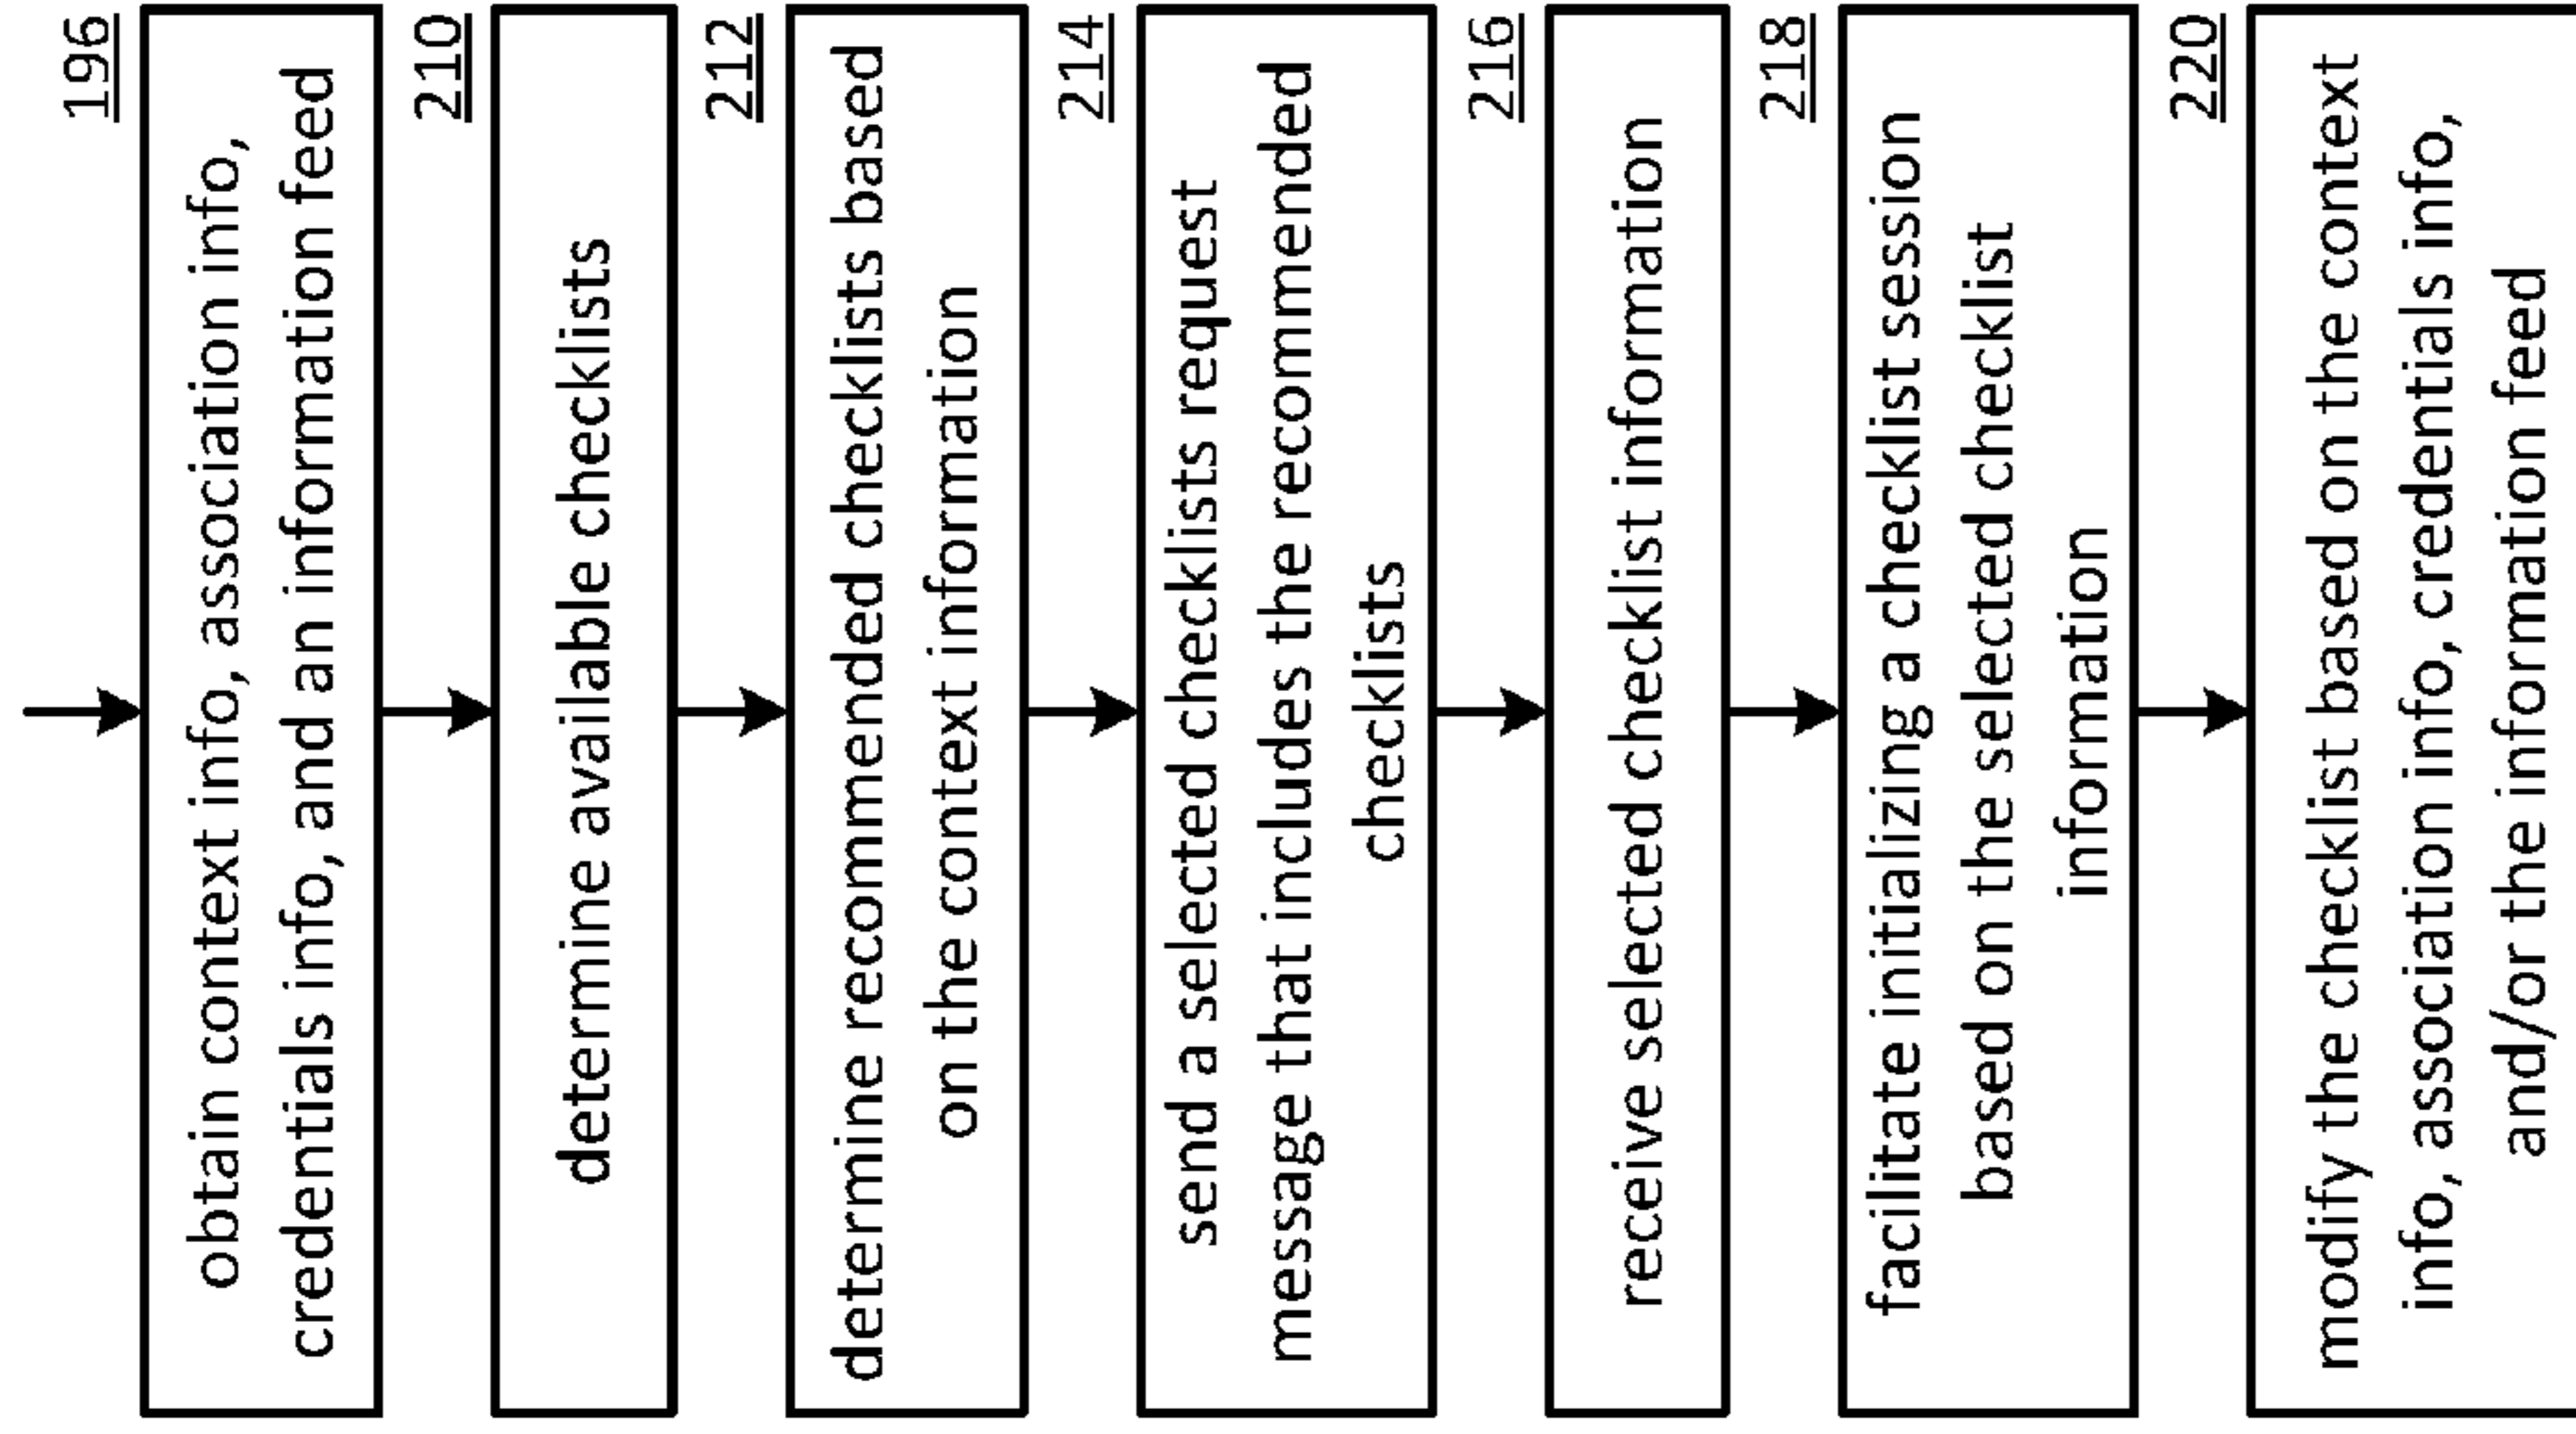 196
obtain context info, association info,
credentials info, and an information feed
210
determine available checklists
212
determine recommended checklists based
on the context information
214
send a selected checklists request
message that includes the recommended
checklists
216
receive selected checklist information
218
facilitate initializing a checklist session
based on the selected checklist
information
220
modify the checklist based on the context
info, association info, credentials info,
and/or the information feed